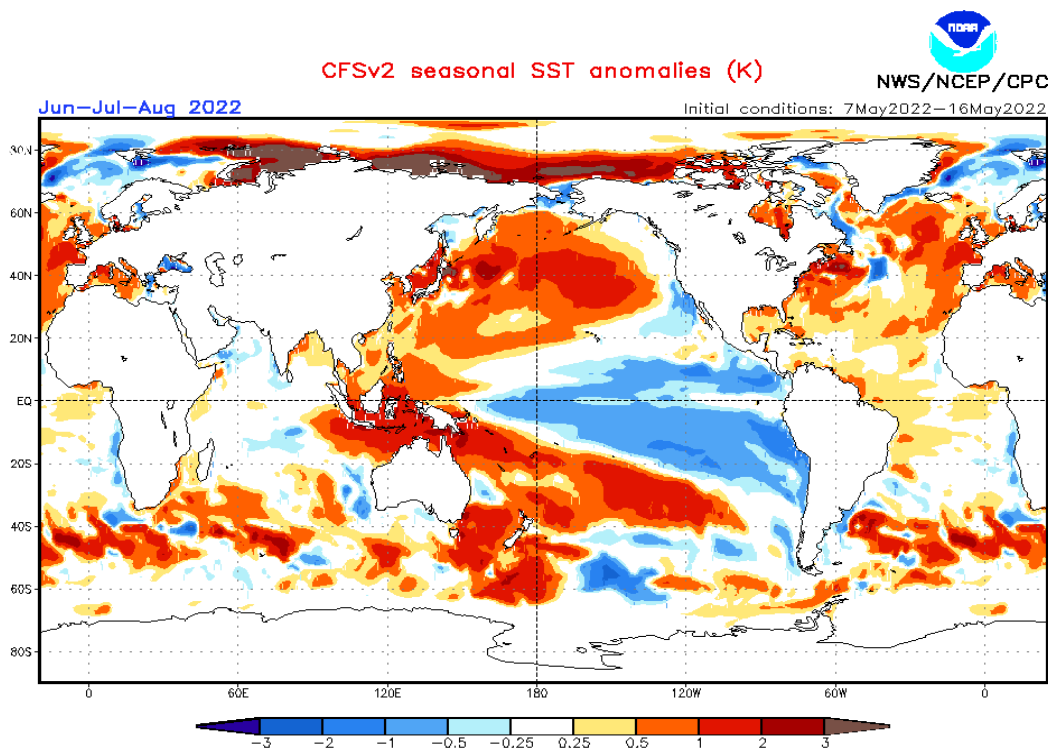 NOAA
NWS/NCEP/CPC
CFSv2 seasonal SST anomalies (K)
Jun-Jul-Aug 2022
Initial conditions: 7May2022-16May2022
60N
40N
20N
EQ
20S
40S
60S
80S
0 60E 120E 180 120W 60W 0
-3 -2 -1 -0.5 -0.25 0.25 0.5 1 2 3